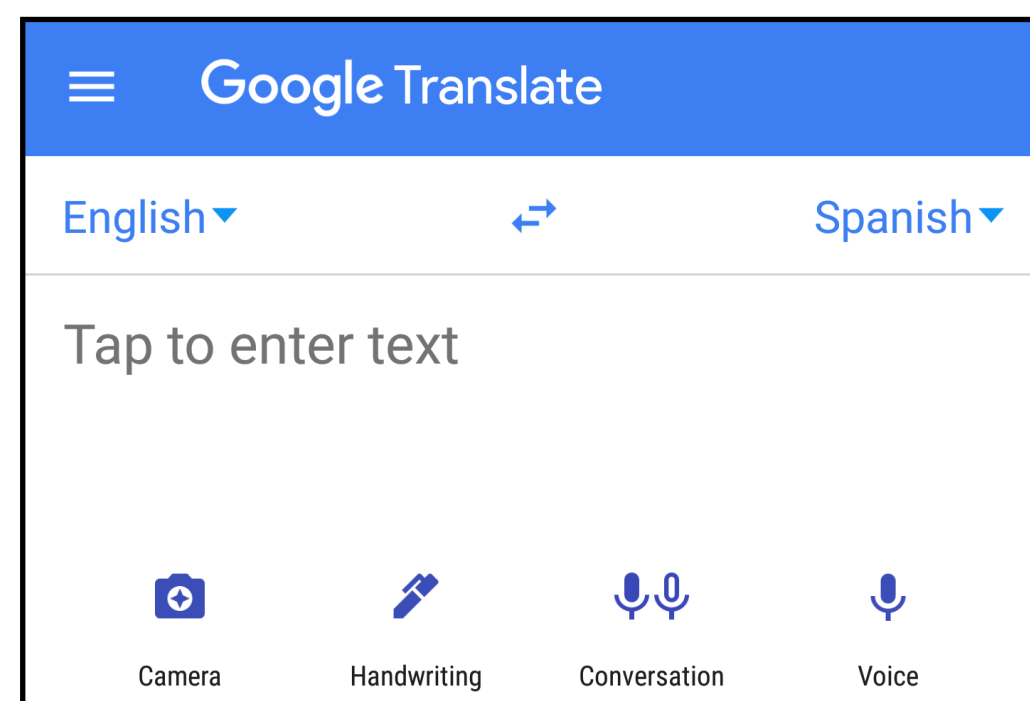 Google Translate
English Spanish
Tap to enter text
Camera Handwriting Conversation Voice